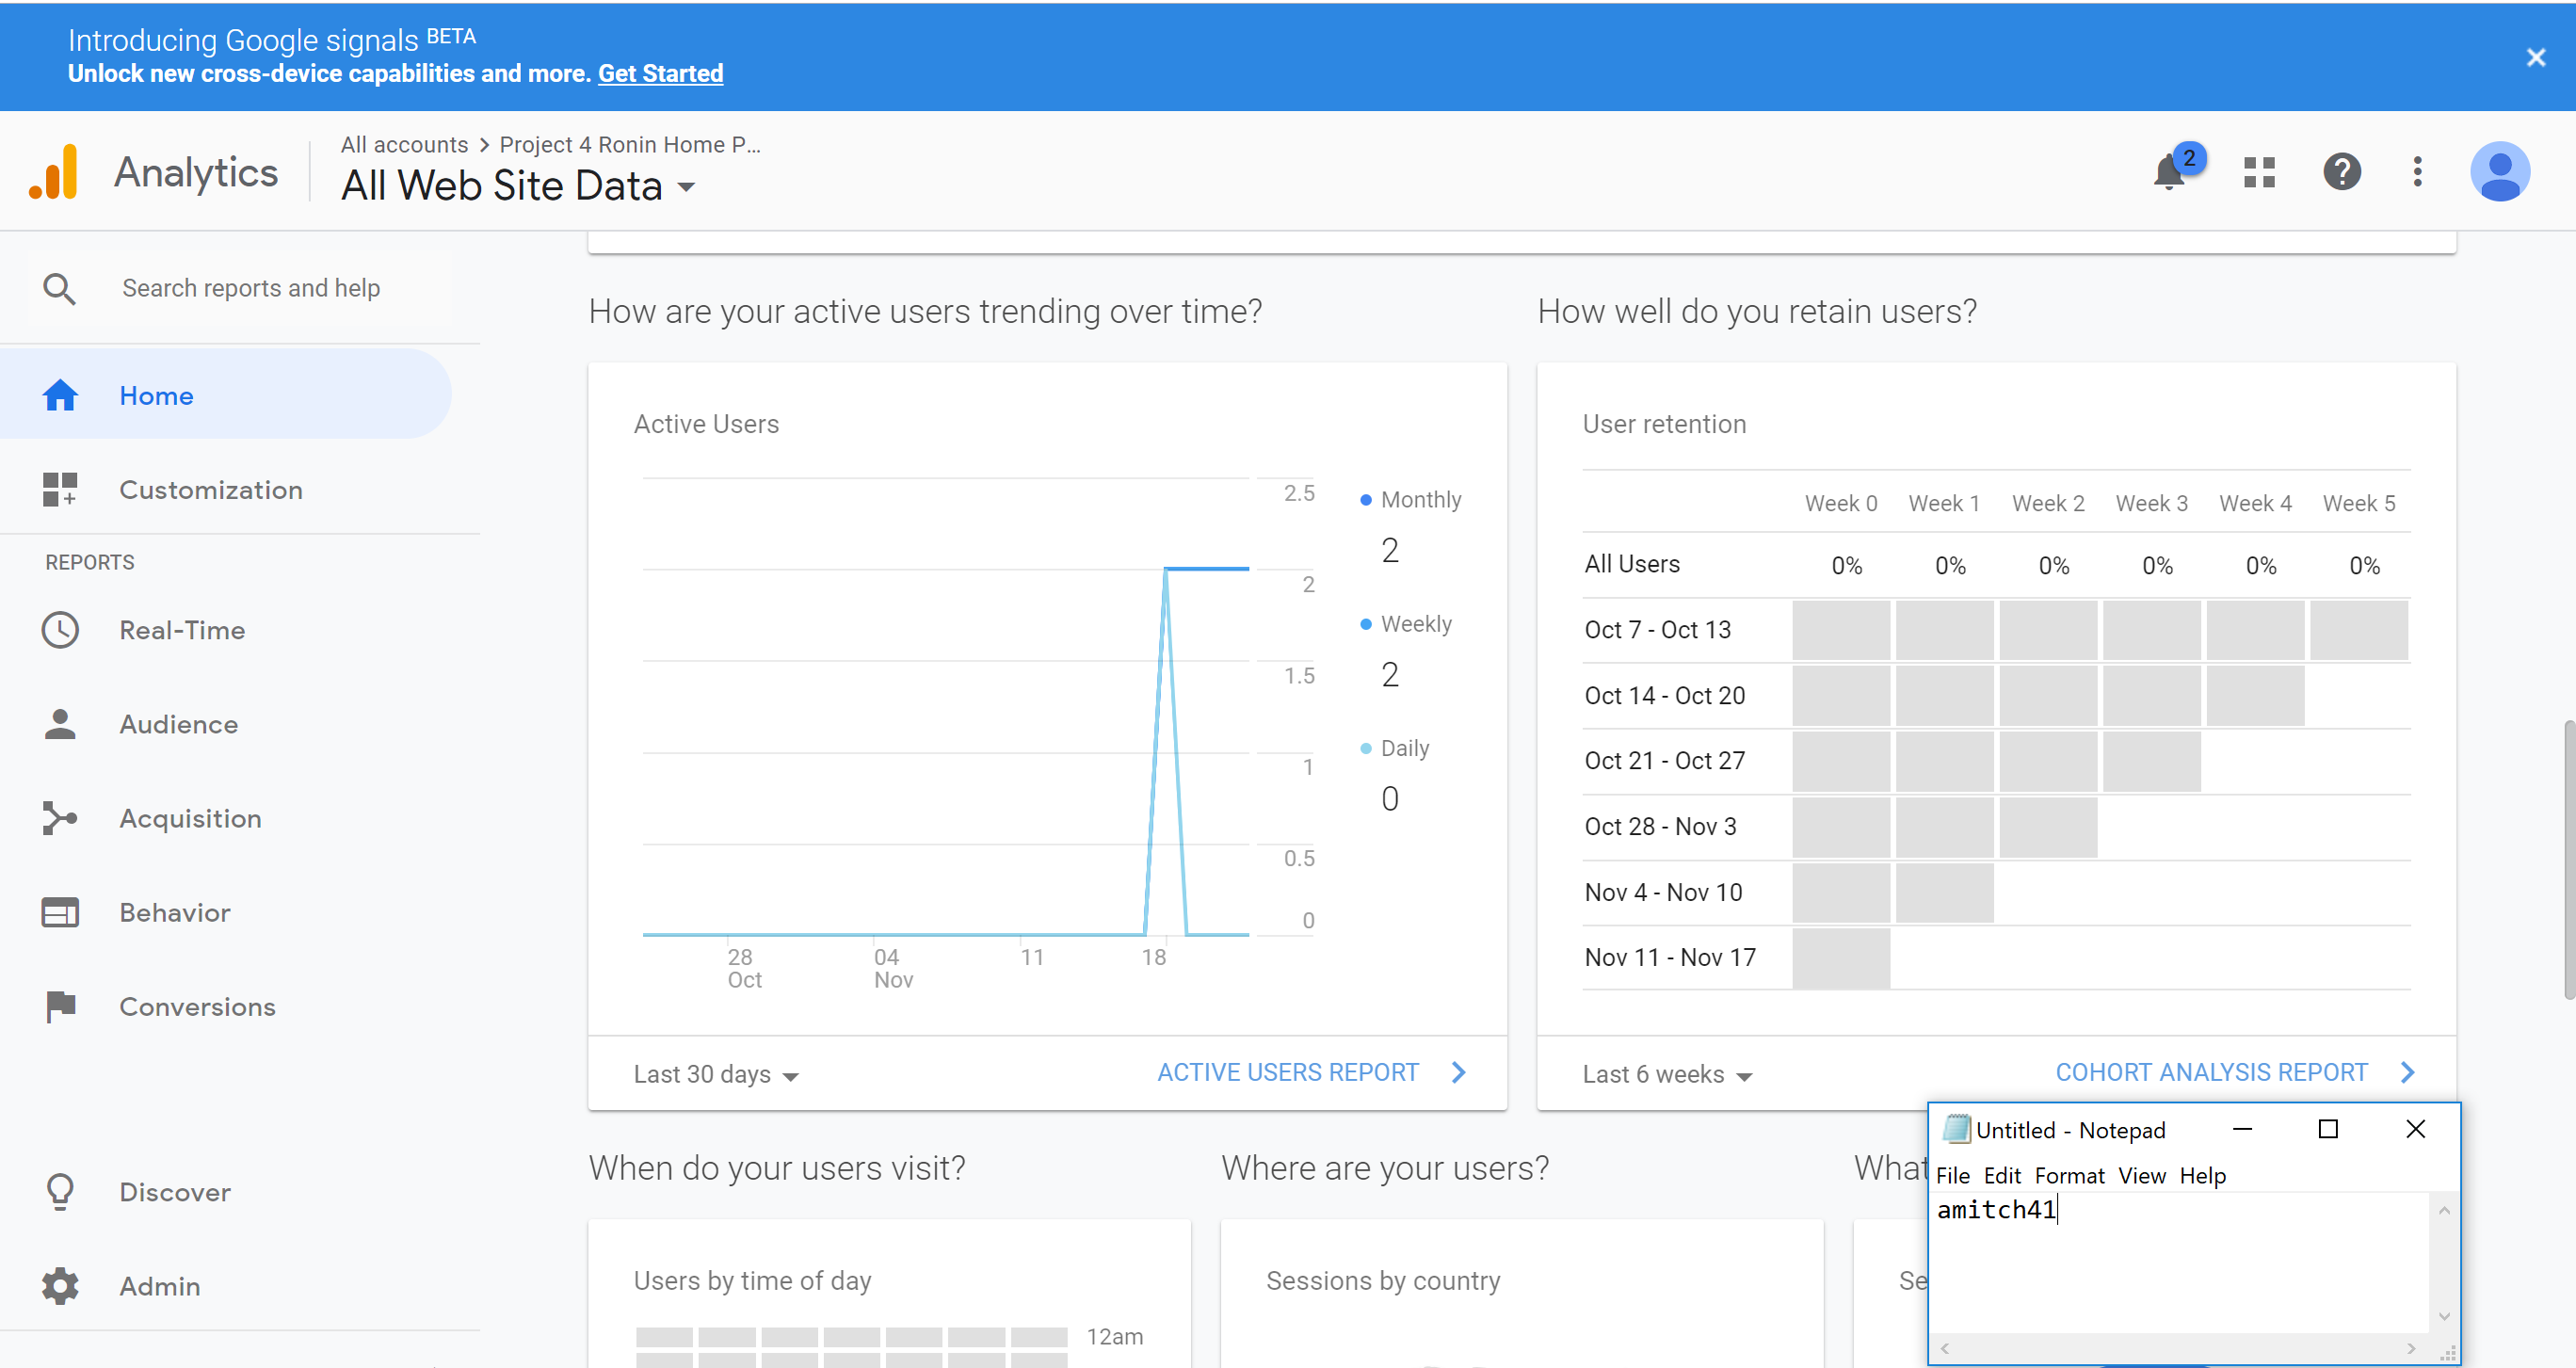 Introducing Google signals BETA
Unlock new cross-device capabilities and more. Get Started
Analytics
All accounts > Project 4 Ronin Home P...
All Web Site Data
2
Search reports and help
Home
Customization
REPORTS
Real-Time
Audience
Acquisition
Behavior
Conversions
Discover
Admin
How are your active users trending over time?
Active Users
2.5
2
1.5
1
0.5
0
28 04 11 18
Oct Nov
Monthly
2
Weekly
2
Daily
0
Last 30 days
ACTIVE USERS REPORT
How well do you retain users?
User retention
Week 0 Week 1 Week 2 Week 3 Week 4 Week 5
All Users 0% 0% 0% 0% 0% 0%
Oct 7 - Oct 13
Oct 14 - Oct 20
Oct 21 - Oct 27
Oct 28 - Nov 3
Nov 4 - Nov 10
Nov 11 - Nov 17
Last 6 weeks
COHORT ANALYSIS REPORT
When do your users visit?
Users by time of day
12am
Where are your users?
Sessions by country
What
Se
Untitled - Notepad
File Edit Format View Help
amitch41